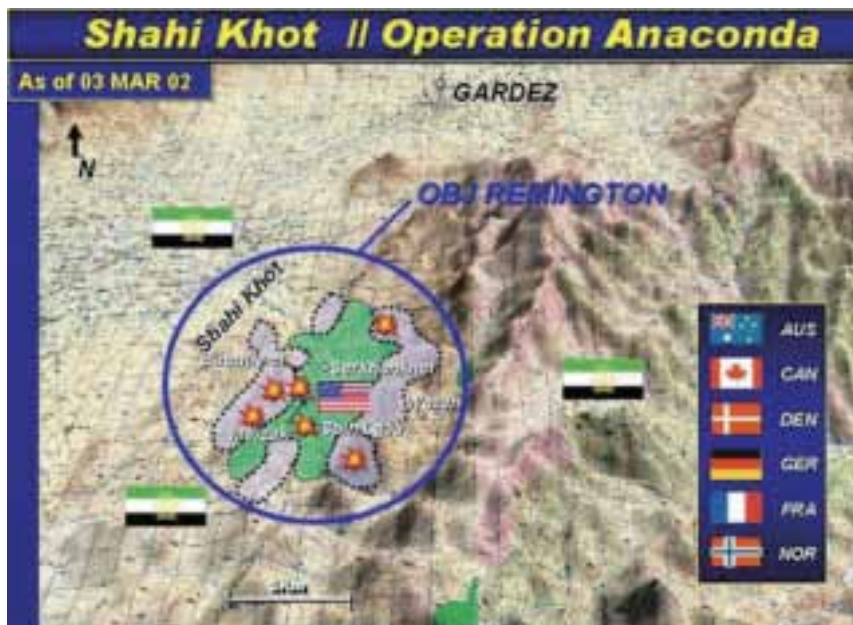 Shahi Khot // Operation Anaconda
As of 03 MAR 02
GARDEZ
N
OBJ REMINGTON
Shahi Khot
AUS
CAN
DEN
GER
FRA
NOR